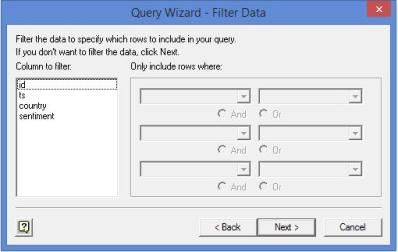 Query Wizard - Filter Data
×
Filter the data to specify which rows to include in your query.
If you don't want to filter the data, click Next.
Column to filter:
Only include rows where:
id
ts
country
sentiment
And Or
And Or
And Or
?
< Back
Next >
Cancel